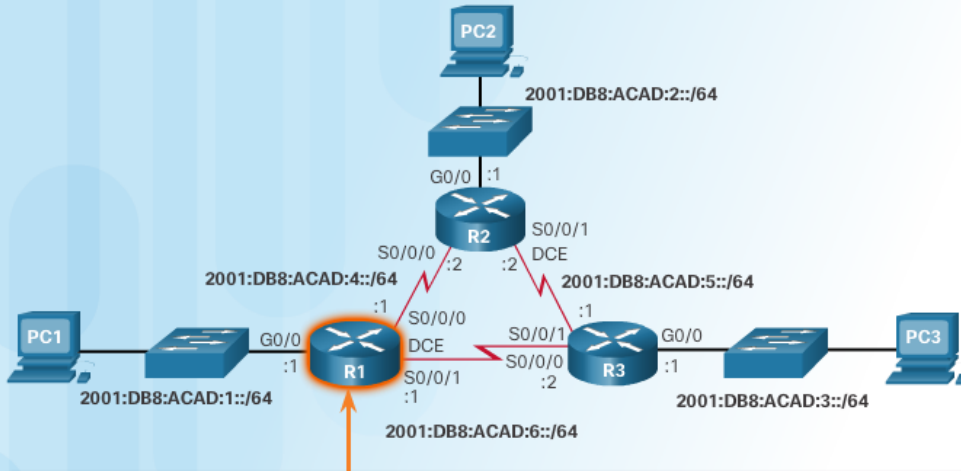 PC2
2001:DB8:ACAD:2::/64
G0/0 :1
R2
S0/0/1
DCE
S0/0/0
:2 :2
2001:DB8:ACAD:4::/64
2001:DB8:ACAD:5::/64
:1 :1
PC1
S0/0/0
DCE
G0/0
:1
R1
S0/0/1
:1
S0/0/1
S0/0/0
:2
R3
G0/0
:1
PC3
2001:DB8:ACAD:1::/64
2001:DB8:ACAD:3::/64
2001:DB8:ACAD:6::/64